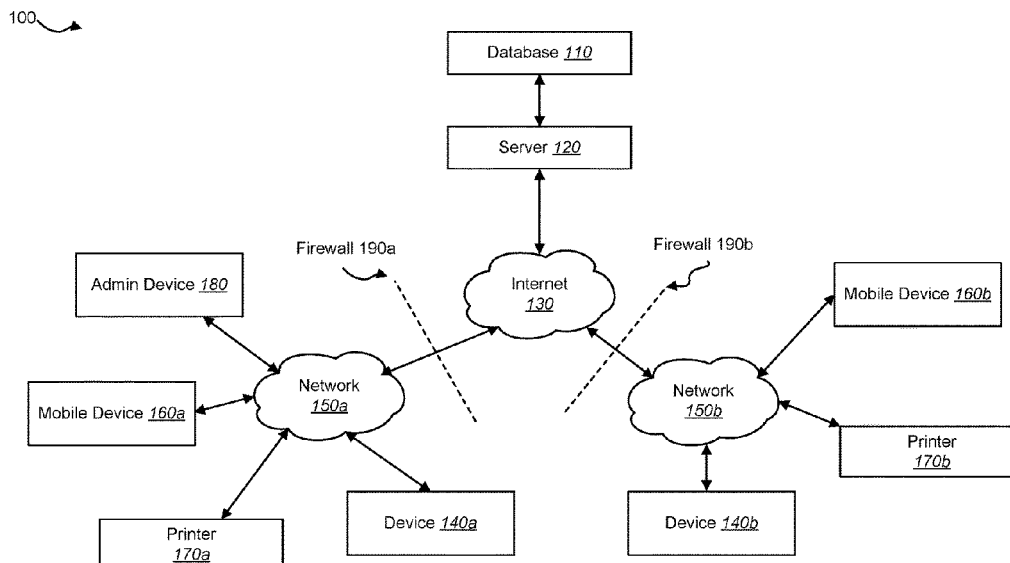 100
Database 110
Server 120
Firewall 190a
Firewall 190b
Internet
130
Admin Device 180
Mobile Device 160b
Network
150a
Network
150b
Mobile Device 160a
Printer
170b
Device 140a
Device 140b
Printer
170a